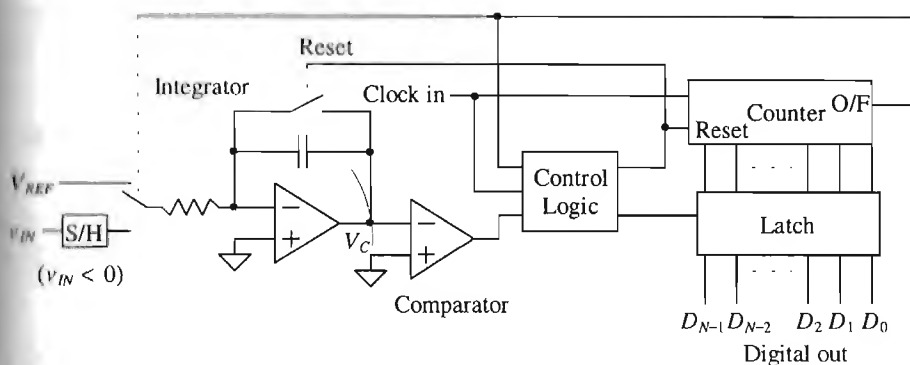 Reset
Integrator
Clock in
Counter
O/F
Reset
Control
Logic
Latch
V_REF
v_IN
S/H
(v_IN < 0)
−
+
V_C
−
+
Comparator
D_N−1 D_N−2 D_2 D_1 D_0
Digital out